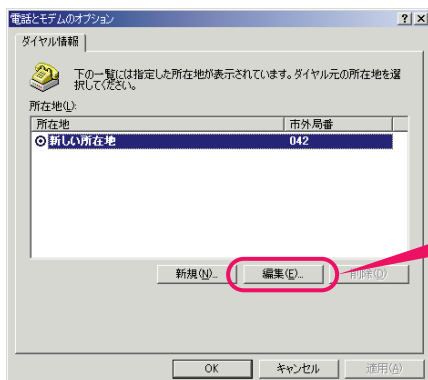 電話とモデムのオプション
ダイヤル情報
下の一覧には指定した所在地が表示されています。ダイヤル元の所在地を選
択してください。
所在地(L):
所在地 市外局番
新しい所在地 042
新規(N)... 編集(E)... 削除(D)
OK キャンセル 適用(A)